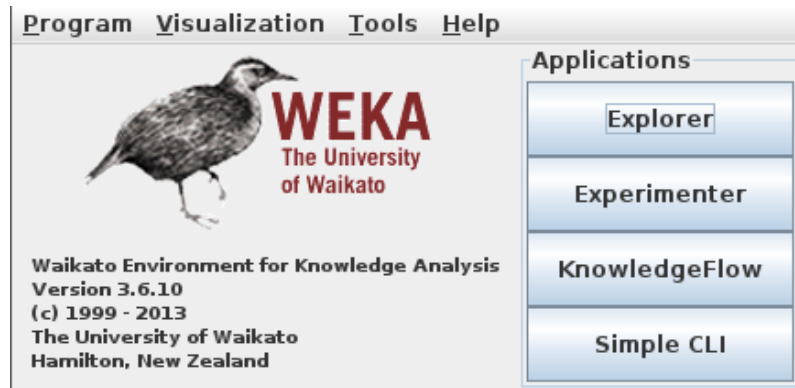 Program Visualization Tools Help
WEKA
The University
of Waikato
Waikato Environment for Knowledge Analysis
Version 3.6.10
(c) 1999 - 2013
The University of Waikato
Hamilton, New Zealand
Applications
Explorer
Experimenter
KnowledgeFlow
Simple CLI